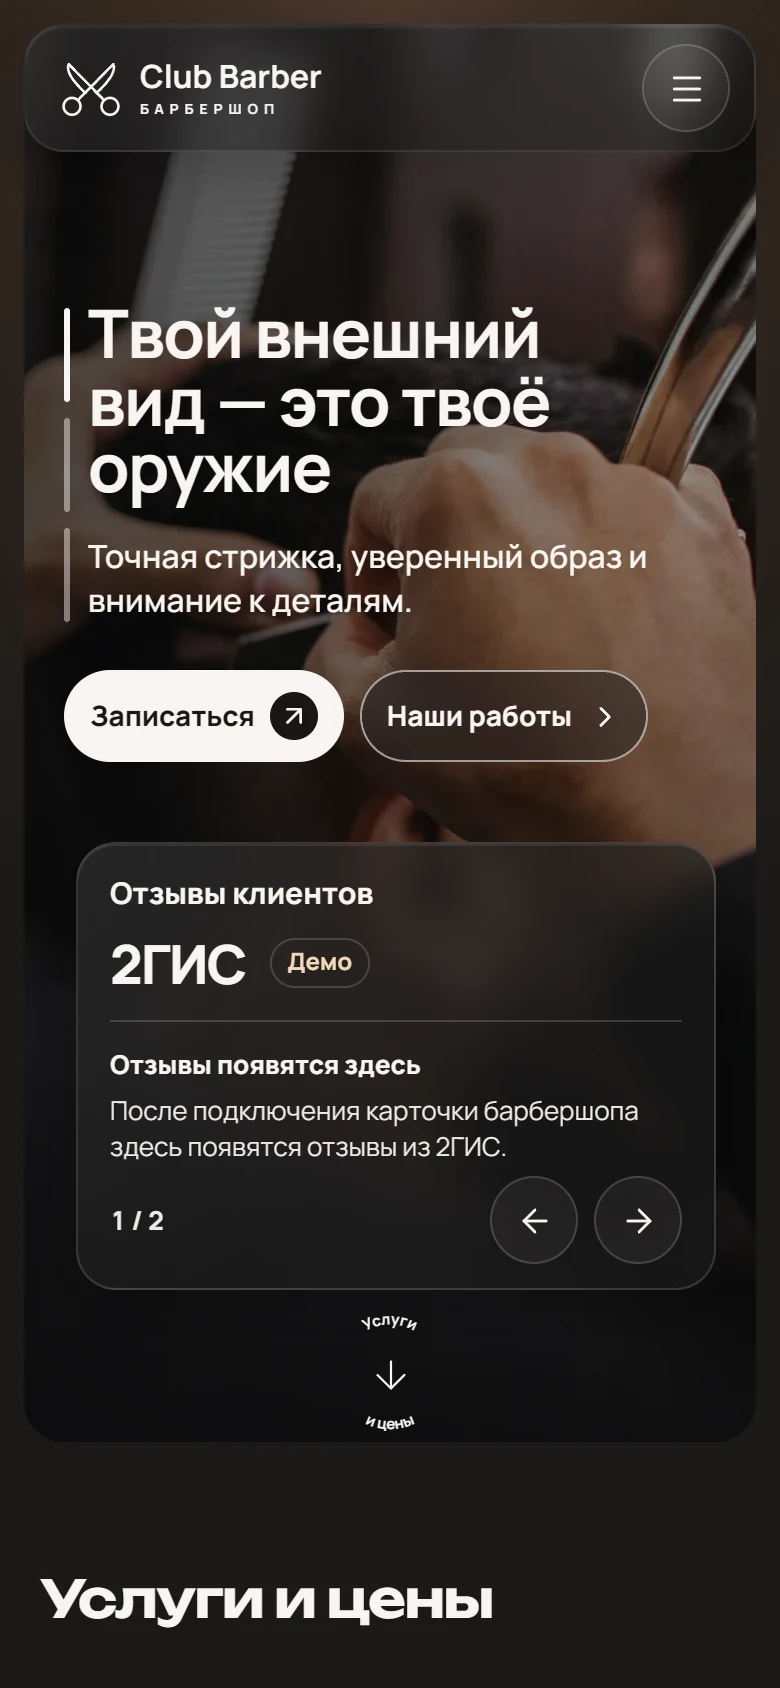 Club Barber
БАРБЕРШОП
Твой внешний
вид — это твоё
оружие
Точная стрижка, уверенный образ и
внимание к деталям.
Записаться
Наши работы
Отзывы клиентов
2ГИС Демо
Отзывы появятся здесь
После подключения карточки барбершопа
здесь появятся отзывы из 2ГИС.
1 / 2
Услуги
и цены
Услуги и цены